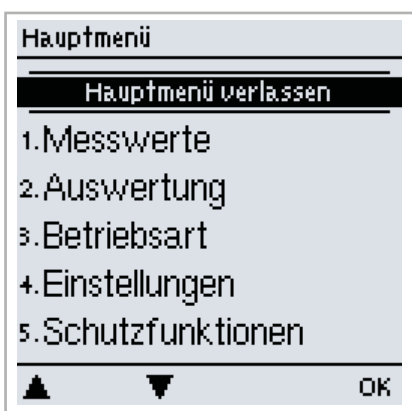 Hauptmenü
Hauptmenü verlassen
1.Messwerte
2.Auswertung
3.Betriebsart
4.Einstellungen
5.Schutzfunktionen
▲ ▼ OK